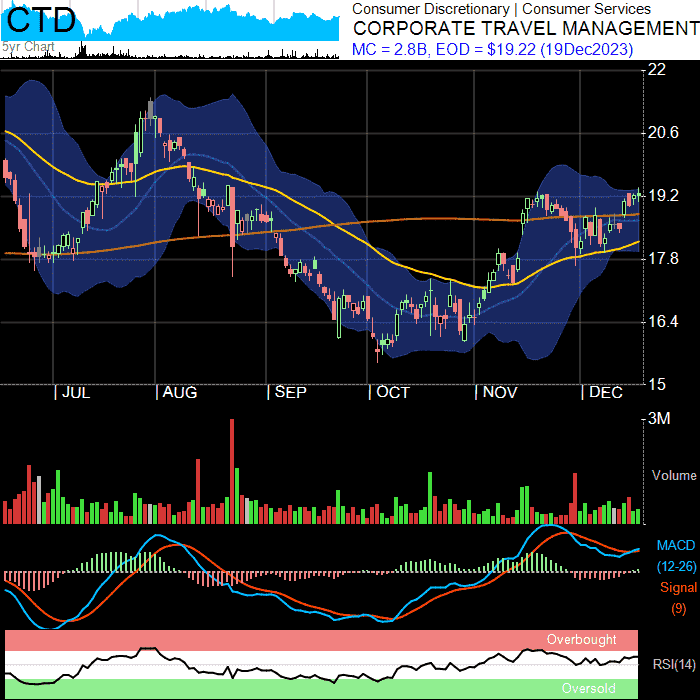 CTD
5yr Chart
Consumer Discretionary | Consumer Services
CORPORATE TRAVEL MANAGEMENT
MC = 2.8B, EOD = $19.22 (19Dec2023)
22
20.6
19.2
17.8
16.4
15
| JUL | AUG | SEP | OCT | NOV | DEC
3M
Volume
MACD
(12-26)
Signal
(9)
Overbought
RSI(14)
Oversold